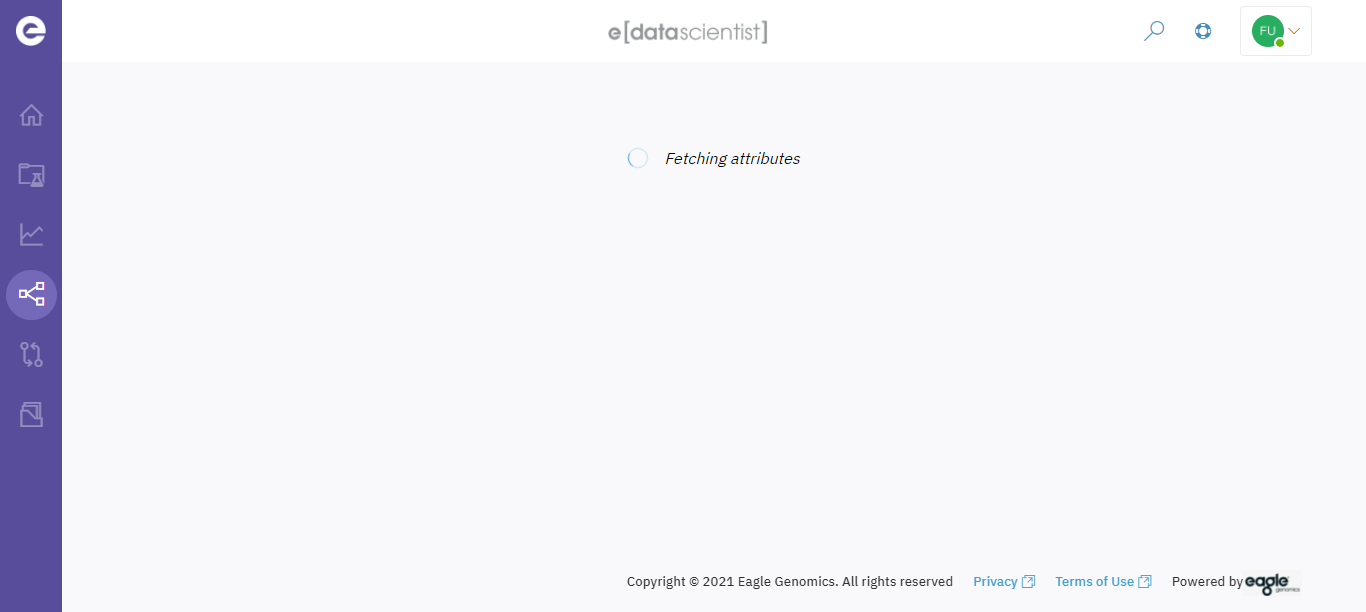 e[datascientist]
FU
Fetching attributes
Copyright © 2021 Eagle Genomics. All rights reserved Privacy Terms of Use Powered by eagle genomics